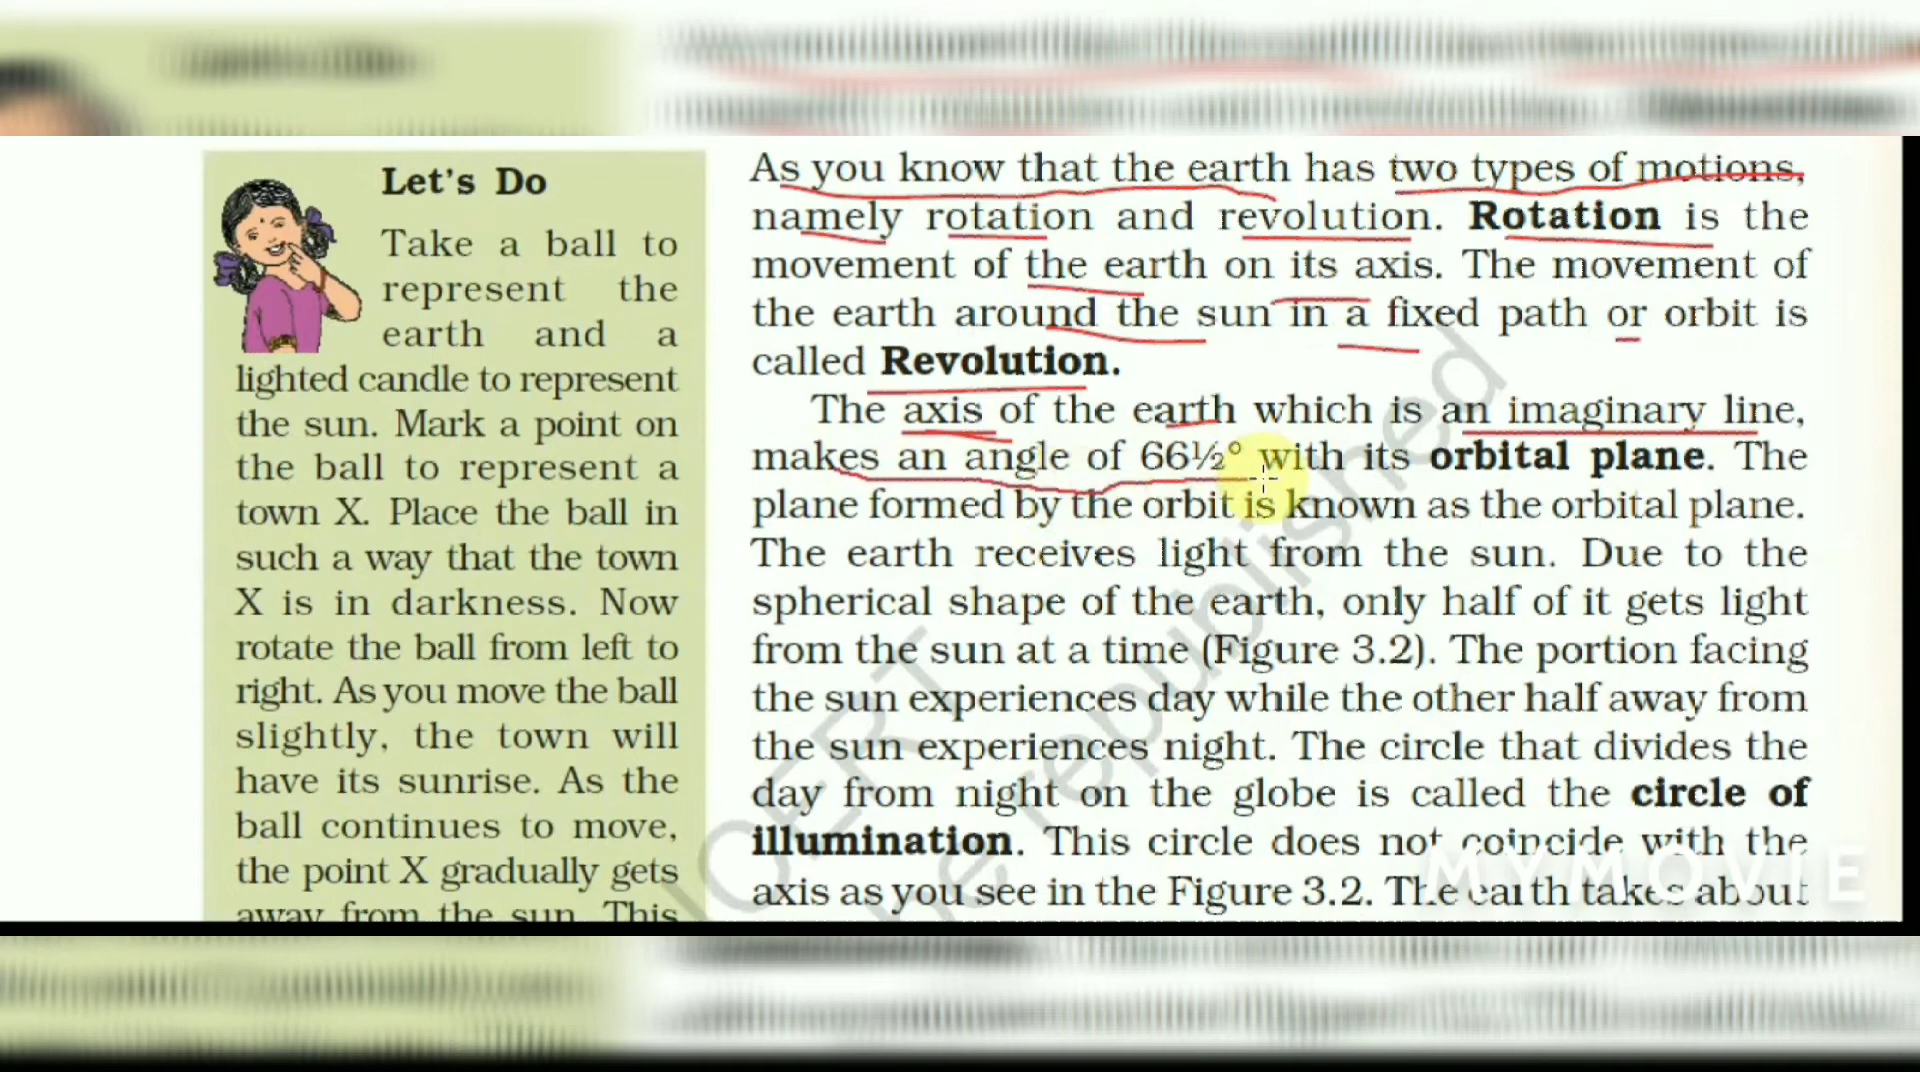 Let's Do
Take a ball to
represent the
earth and a
lighted candle to represent
the sun. Mark a point on
the ball to represent a
town X. Place the ball in
such a way that the town
X is in darkness. Now
rotate the ball from left to
right. As you move the ball
slightly, the town will
have its sunrise. As the
ball continues to move,
the point X gradually gets
away from the sun. This
As you know that the earth has two types of motions,
namely rotation and revolution. Rotation is the
movement of the earth on its axis. The movement of
the earth around the sun in a fixed path or orbit is
called Revolution.
The axis of the earth which is an imaginary line,
makes an angle of 66½° with its orbital plane. The
plane formed by the orbit is known as the orbital plane.
The earth receives light from the sun. Due to the
spherical shape of the earth, only half of it gets light
from the sun at a time (Figure 3.2). The portion facing
the sun experiences day while the other half away from
the sun experiences night. The circle that divides the
day from night on the globe is called the circle of
illumination. This circle does not coincide with the
axis as you see in the Figure 3.2. The earth takes about
MYMOVIE
republished